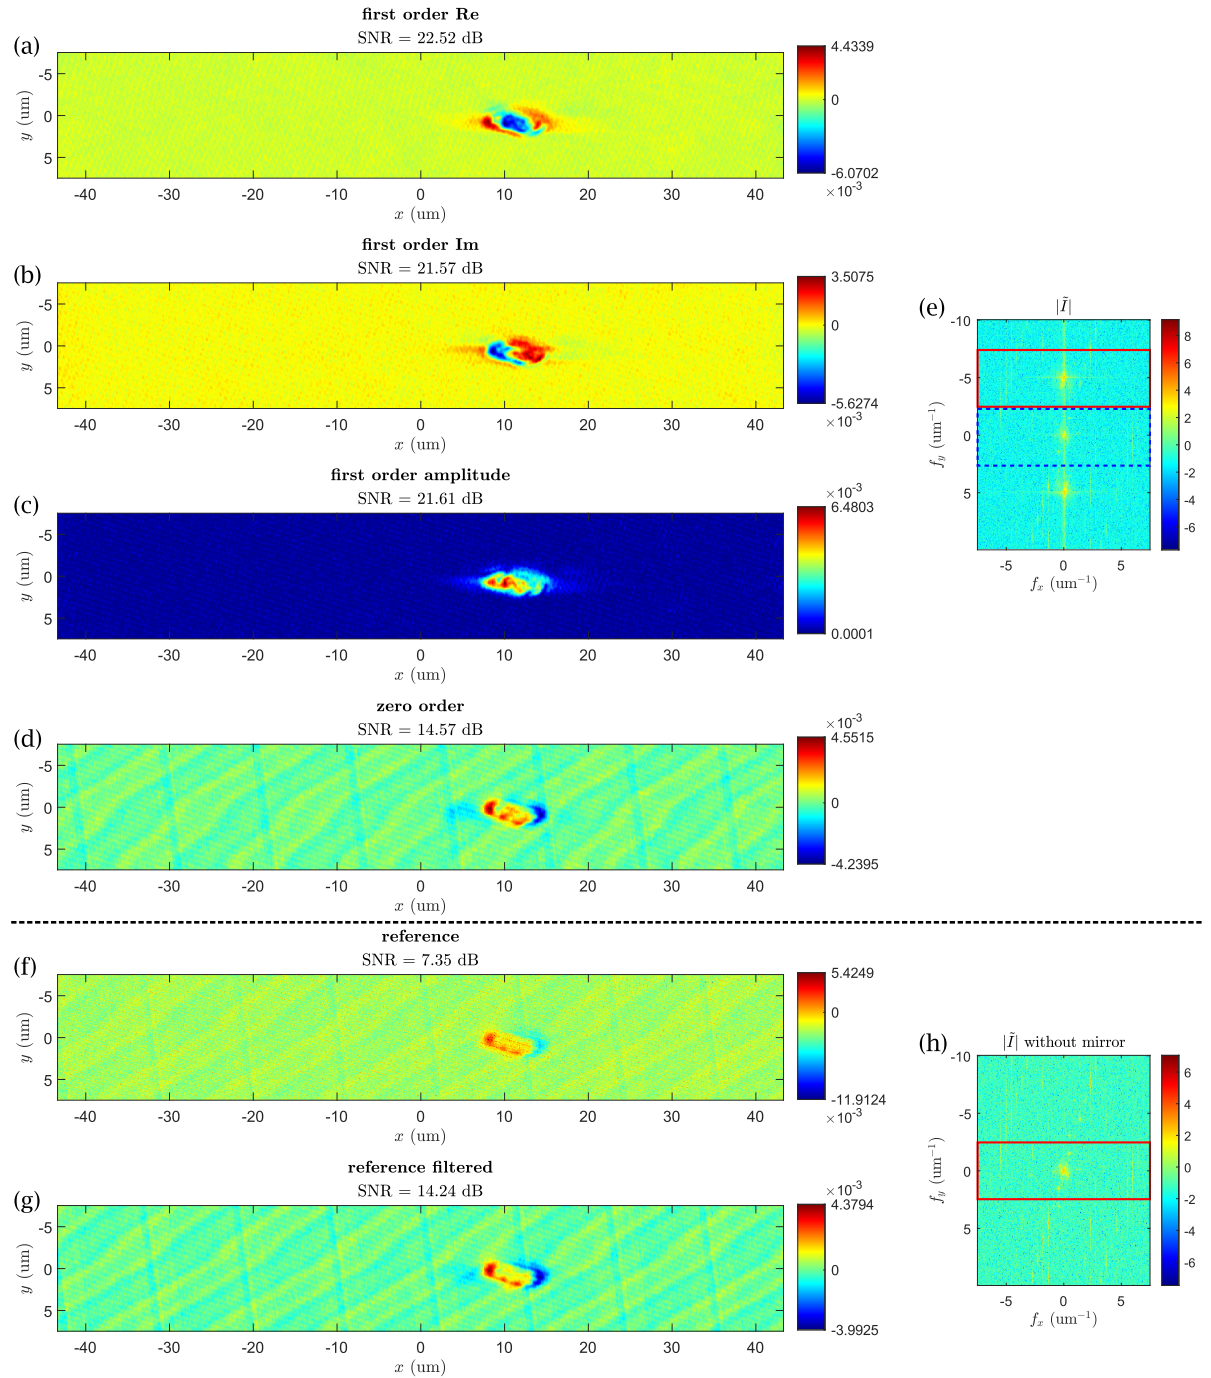 first order Re
SNR = 22.52 dB
(a)
4.4339
0
-6.0702
×10⁻³
-5
0
5
y (um)
-40 -30 -20 -10 0 10 20 30 40
x (um)
first order Im
SNR = 21.57 dB
(b)
3.5075
0
-5.6274
×10⁻³
-5
0
5
y (um)
-40 -30 -20 -10 0 10 20 30 40
x (um)
first order amplitude
SNR = 21.61 dB
(c)
×10⁻³
6.4803
0.0001
-5
0
5
y (um)
-40 -30 -20 -10 0 10 20 30 40
x (um)
zero order
SNR = 14.57 dB
(d)
×10⁻³
4.5515
0
-4.2395
-5
0
5
y (um)
-40 -30 -20 -10 0 10 20 30 40
x (um)
(e)
|Ĩ|
-10
-5
0
5
f_y (um⁻¹)
-5 0 5
f_x (um⁻¹)
8
6
4
2
0
-2
-4
-6
reference
SNR = 7.35 dB
(f)
5.4249
0
-11.9124
×10⁻³
-5
0
5
y (um)
-40 -30 -20 -10 0 10 20 30 40
x (um)
reference filtered
SNR = 14.24 dB
(g)
×10⁻³
4.3794
0
-3.9925
-5
0
5
y (um)
-40 -30 -20 -10 0 10 20 30 40
x (um)
(h)
|Ĩ| without mirror
-10
-5
0
5
f_y (um⁻¹)
-5 0 5
f_x (um⁻¹)
6
4
2
0
-2
-4
-6